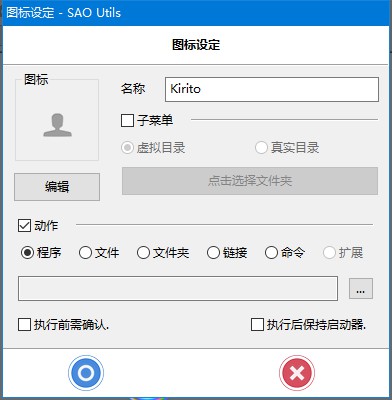 图标设定 - SAO Utils
图标设定
图标
名称 Kirito
子菜单
虚拟目录 真实目录
编辑 点击选择文件夹
动作
程序 文件 文件夹 链接 命令 扩展
...
执行前需确认. 执行后保持启动器.